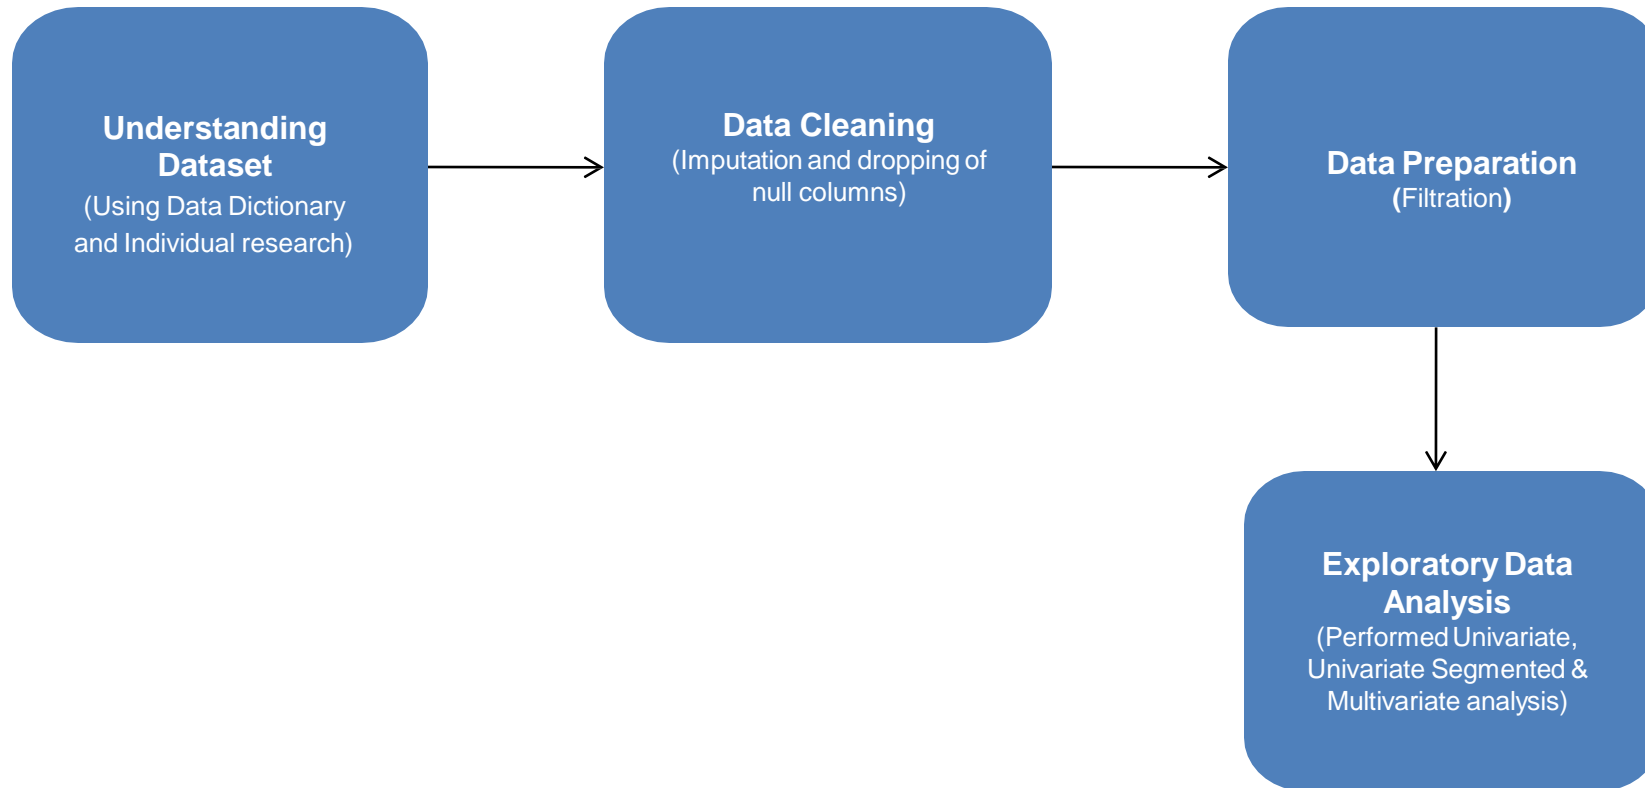 Understanding
Dataset
(Using Data Dictionary
and Individual research)
Data Cleaning
(Imputation and dropping of
null columns)
Data Preparation
(Filtration)
Exploratory Data
Analysis
(Performed Univariate,
Univariate Segmented &
Multivariate analysis)